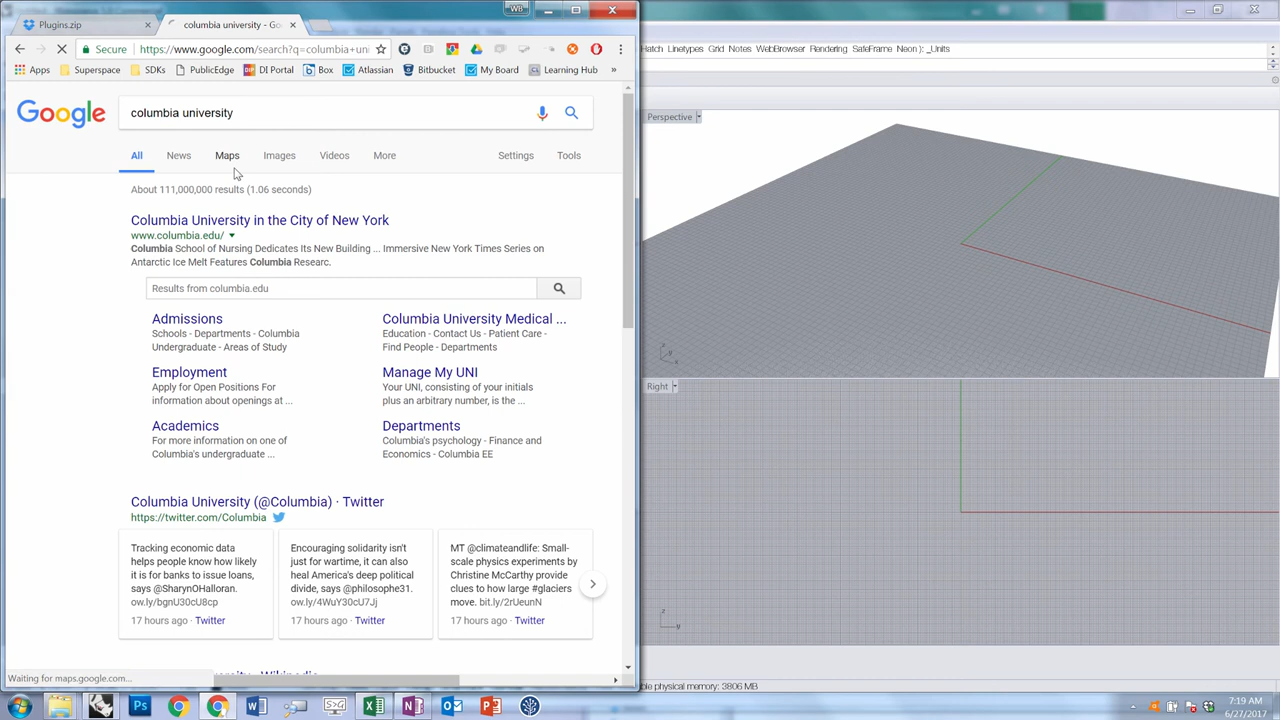 WB
Plugins.zip
columbia university - Go
Secure
https://www.google.com/search?q=columbia+un
Apps
Superspace
SDKs
PublicEdge
DI Portal
Box
Atlassian
Bitbucket
My Board
Learning Hub
»
Google
columbia university
All
News
Maps
Images
Videos
More
Settings
Tools
About 111,000,000 results (1.06 seconds)
Columbia University in the City of New York
www.columbia.edu/
Columbia School of Nursing Dedicates Its New Building ... Immersive New York Times Series on
Antarctic Ice Melt Features Columbia Researc.
Results from columbia.edu
Admissions
Schools - Departments - Columbia
Undergraduate - Areas of Study
Columbia University Medical ...
Education - Contact Us - Patient Care -
Find People - Departments
Employment
Apply for Open Positions For
information about openings at ...
Manage My UNI
Your UNI, consisting of your initials
plus an arbitrary number, is the ...
Academics
For more information on one of
Columbia's undergraduate ...
Departments
Columbia's psychology - Finance and
Economics - Columbia EE
Columbia University (@Columbia) · Twitter
https://twitter.com/Columbia
Tracking economic data
helps people know how likely
it is for banks to issue loans,
says @SharynOHalloran.
ow.ly/bgnU30cU8cp
17 hours ago · Twitter
Encouraging solidarity isn't
just for wartime, it can also
heal America's deep political
divide, says @philosophe31.
ow.ly/4WuY30cU7Jj
17 hours ago · Twitter
MT @climateandlife: Small-
scale physics experiments by
Christine McCarthy provide
clues to how large #glaciers
move. bit.ly/2rUeunN
17 hours ago · Twitter
Waiting for maps.google.com...
Hatch Linetypes Grid Notes WebBrowser Rendering SafeFrame Neon ): _Units
Perspective
z
y
x
Right
z
y
ble physical memory: 3806 MB
7:19 AM
6/27/2017